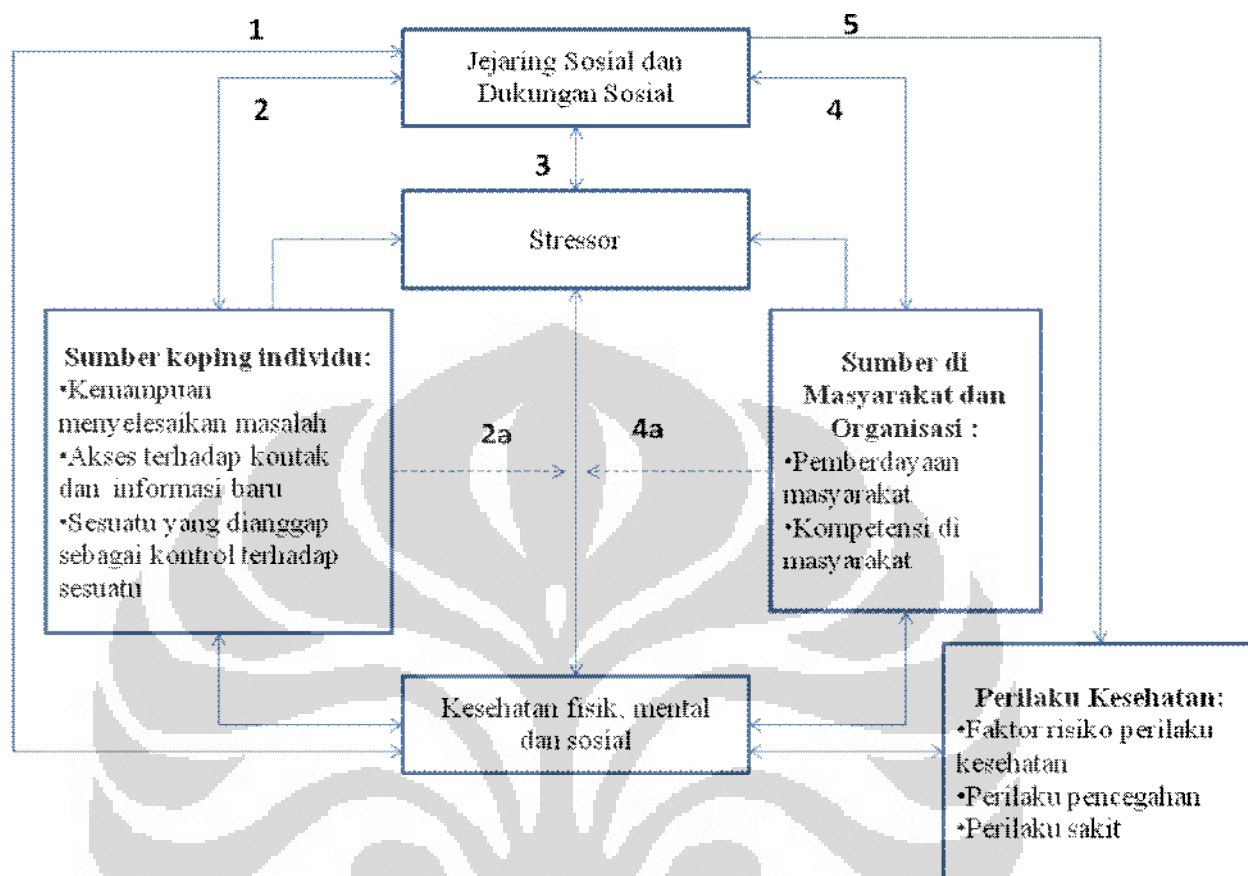 1
5
Jejaring Sosial dan
Dukungan Sosial
2
4
3
Stressor
Sumber koping individu:
•Kemampuan
menyelesaikan masalah
•Akses terhadap kontak
dan informasi baru
•Sesuatu yang dianggap
sebagai kontrol terhadap
sesuatu
2a
4a
Sumber di
Masyarakat dan
Organisasi :
•Pemberdayaan
masyarakat
•Kompetensi di
masyarakat
Kesehatan fisik, mental
dan sosial
Perilaku Kesehatan:
•Faktor risiko perilaku
kesehatan
•Perilaku pencegahan
•Perilaku sakit